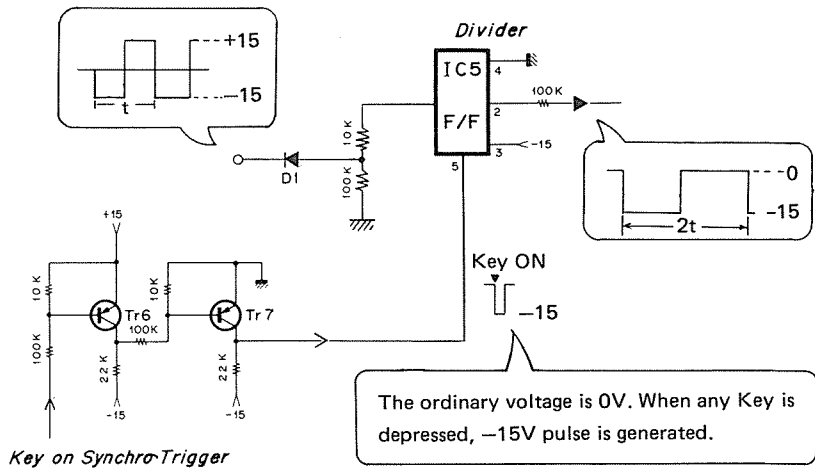 +15
−15
t
Divider
IC5
F/F
4
2
3
5
100K
−15
10K
100K
D1
0
−15
2t
+15
10K
100K
Tr6
100K
22K
−15
10K
Tr7
22K
−15
Key ON
−15
The ordinary voltage is 0V. When any Key is
depressed, −15V pulse is generated.
Key on Synchro-Trigger